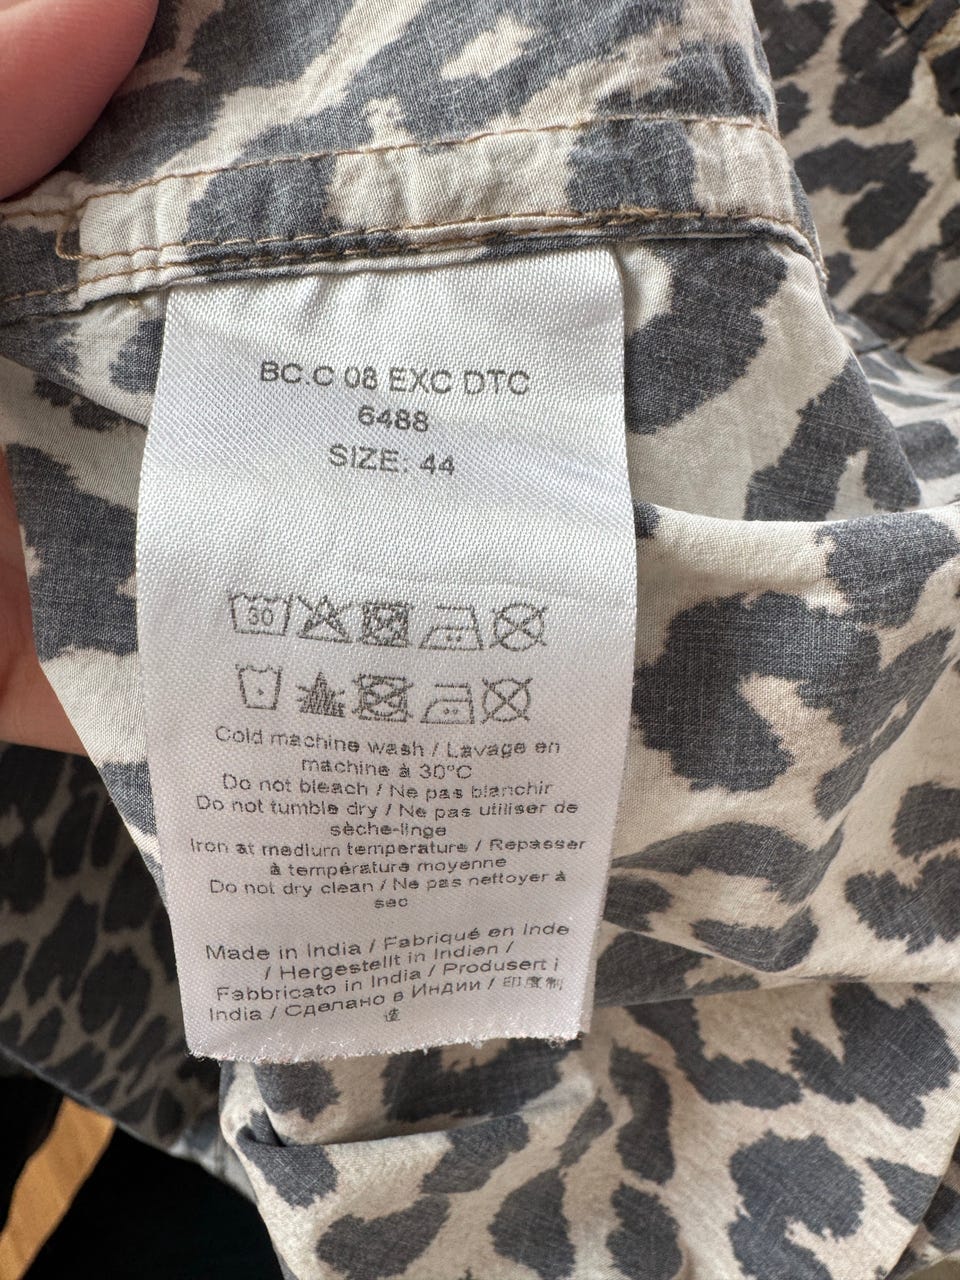 BC.C 08 EXC DTC
6488
SIZE: 44
30
Cold machine wash / Lavage en
machine à 30°C
Do not bleach / Ne pas blanchir
Do not tumble dry / Ne pas utiliser de
sèche-linge
Iron at medium temperature / Repasser
à température moyenne
Do not dry clean / Ne pas nettoyer à
sec
Made in India / Fabriqué en Inde
/ Hergestellt in Indien /
Fabbricato in India / Produsert i
India / Сделано в Индии / 印度制
造